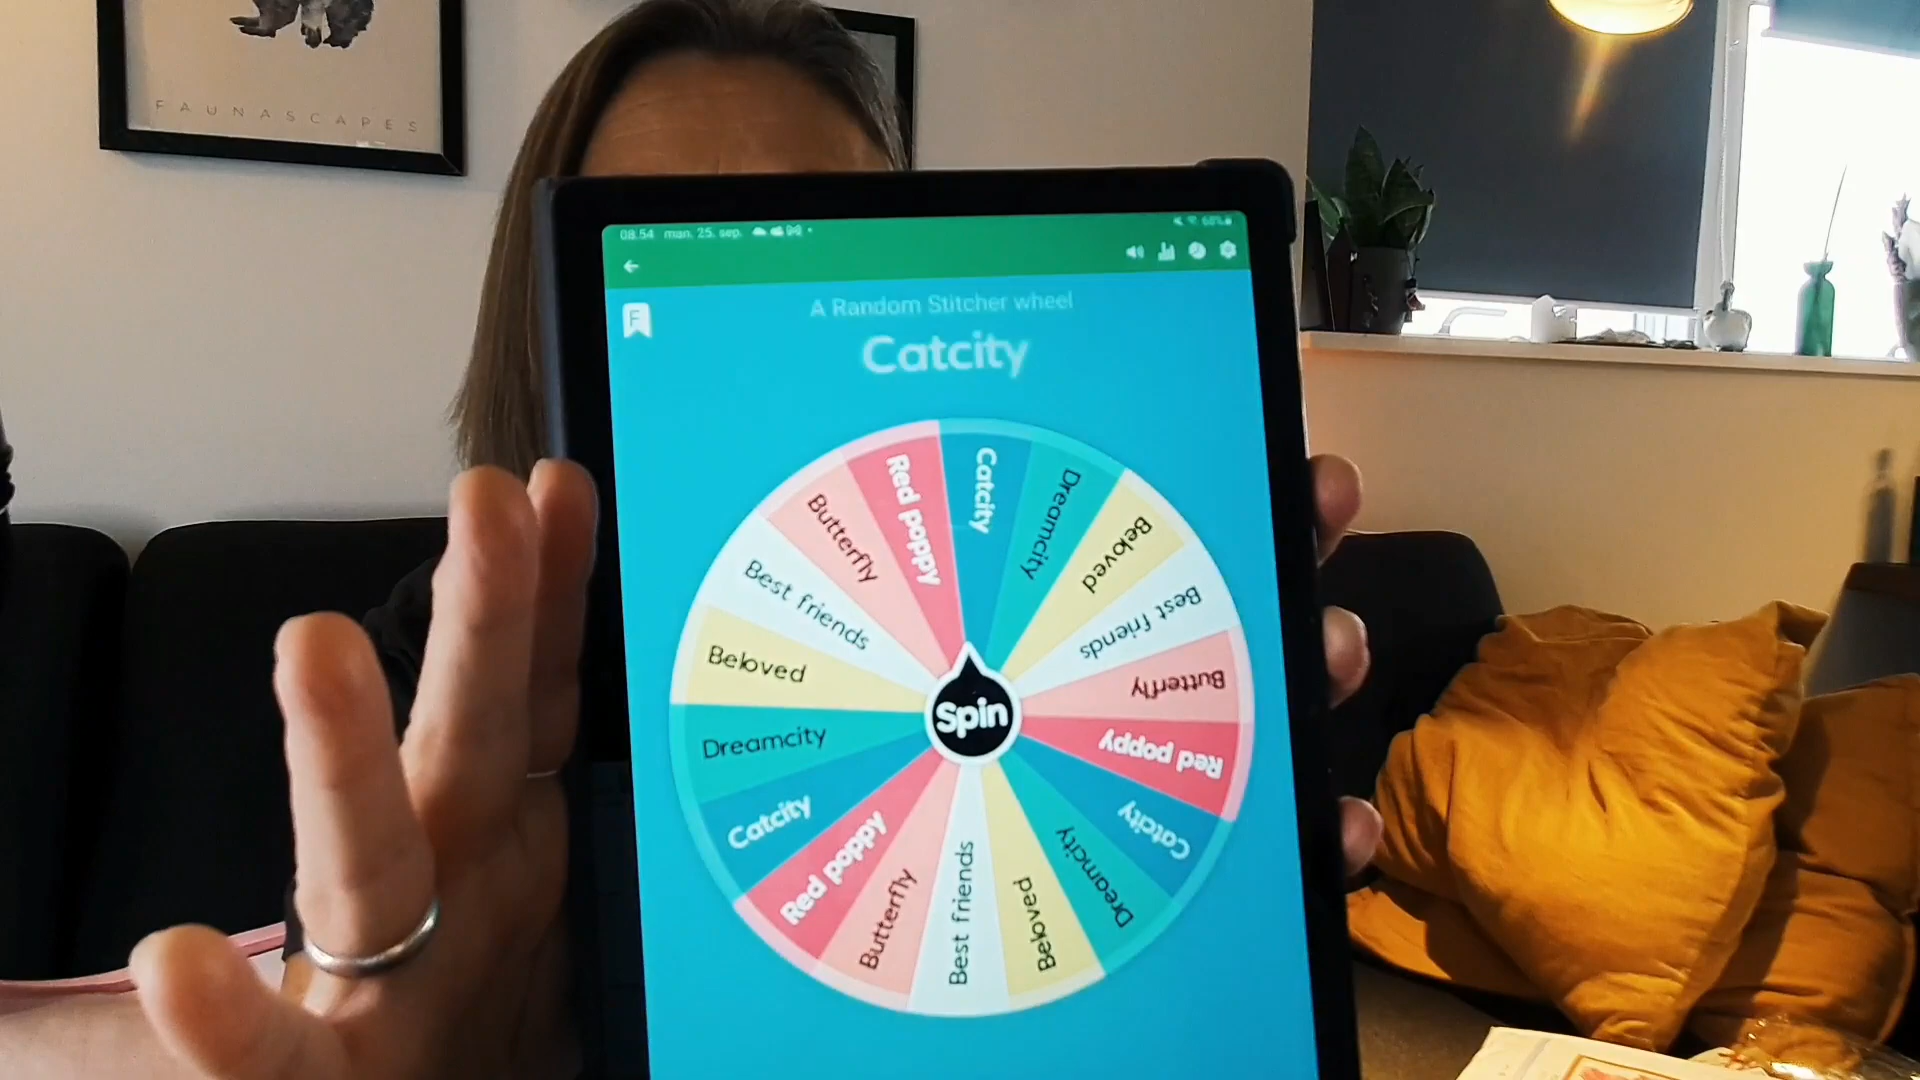 FAUNASCAPES
08.54 man. 25. sep.
68%
A Random Stitcher wheel
Catcity
Catcity
Dreamcity
Beloved
Best friends
Butterfly
Red poppy
Catcity
Dreamcity
Beloved
Best friends
Butterfly
Red poppy
Catcity
Dreamcity
Beloved
Best friends
Butterfly
Red poppy
Spin
F